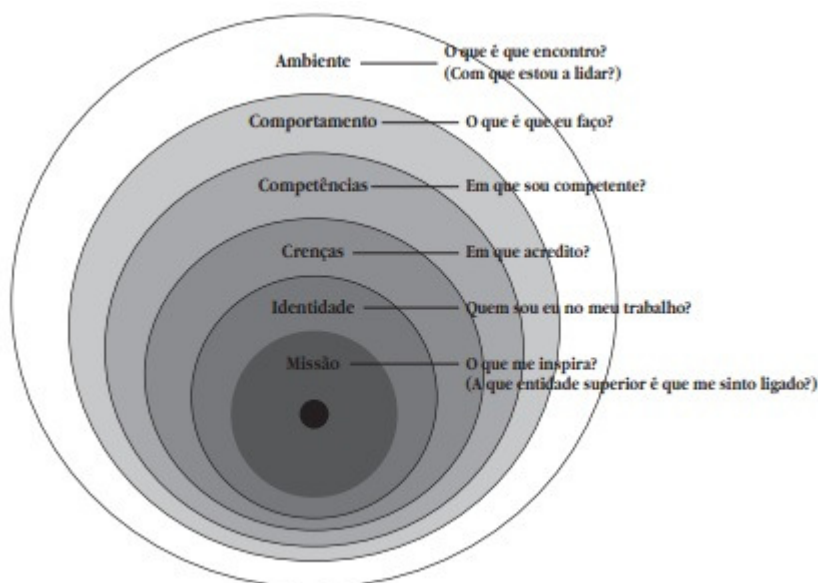 Ambiente O que é que encontro?
(Com que estou a lidar?)
Comportamento O que é que eu faço?
Competências Em que sou competente?
Crenças Em que acredito?
Identidade Quem sou eu no meu trabalho?
Missão O que me inspira?
(A que entidade superior é que me sinto ligado?)